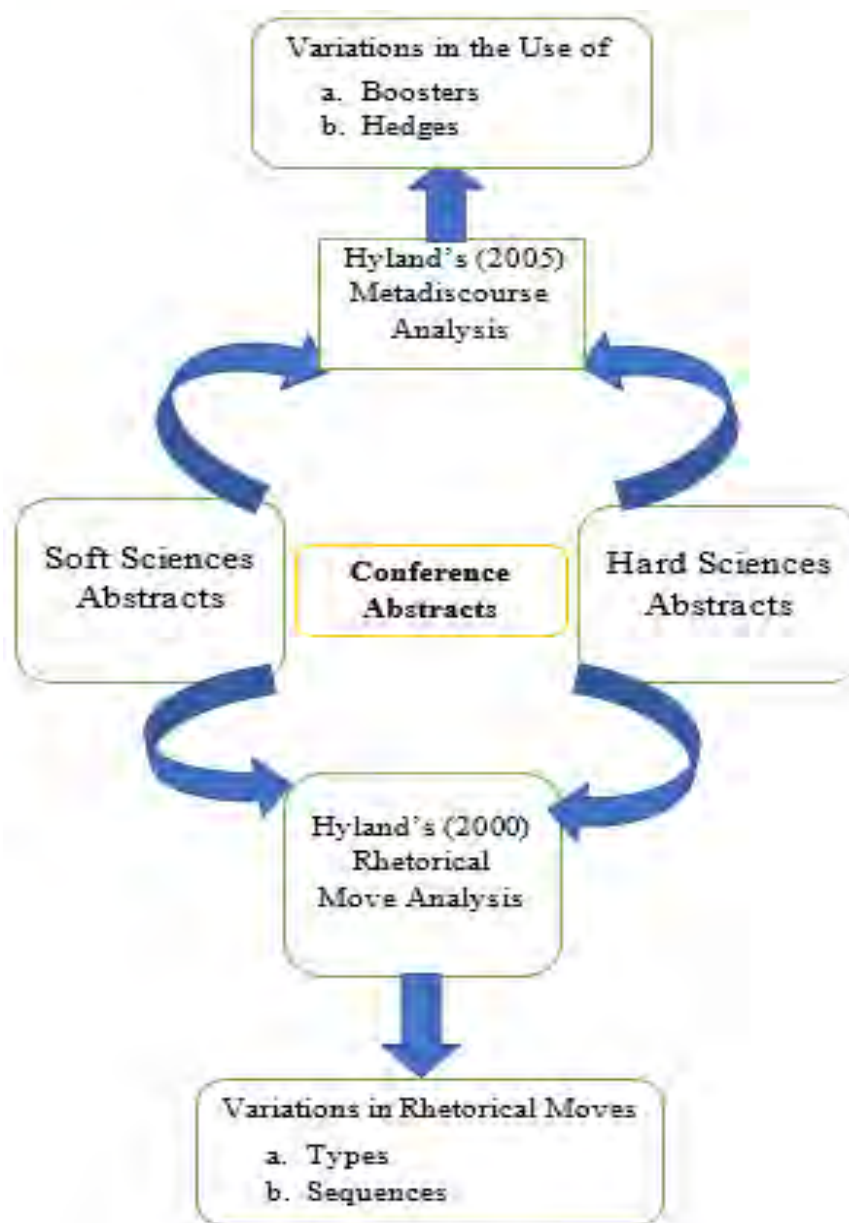 Variations in the Use of
a. Boosters
b. Hedges
Hyland's (2005)
Metadiscourse
Analysis
Soft Sciences
Abstracts
Conference
Abstracts
Hard Sciences
Abstracts
Hyland's (2000)
Rhetorical
Move Analysis
Variations in Rhetorical Moves
a. Types
b. Sequences